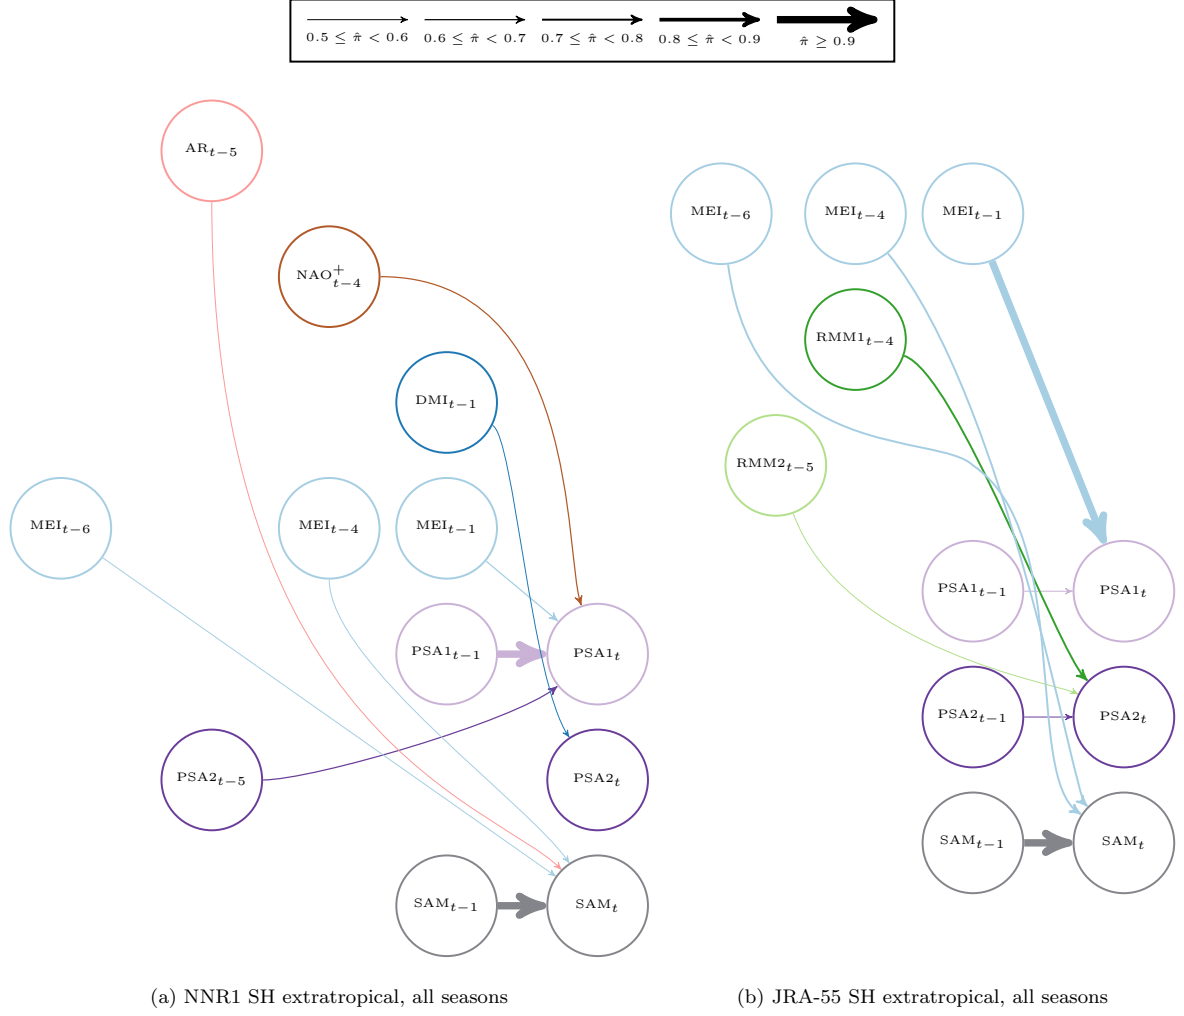 0.5 ≤ π̂ < 0.6 0.6 ≤ π̂ < 0.7 0.7 ≤ π̂ < 0.8 0.8 ≤ π̂ < 0.9 π̂ ≥ 0.9
AR_{t−5}
NAO^+_{t−4}
DMI_{t−1}
MEI_{t−6} MEI_{t−4} MEI_{t−1}
PSA1_{t−1} PSA1_t
PSA2_{t−5} PSA2_t
SAM_{t−1} SAM_t
(a) NNR1 SH extratropical, all seasons
MEI_{t−6} MEI_{t−4} MEI_{t−1}
RMM1_{t−4}
RMM2_{t−5}
PSA1_{t−1} PSA1_t
PSA2_{t−1} PSA2_t
SAM_{t−1} SAM_t
(b) JRA-55 SH extratropical, all seasons